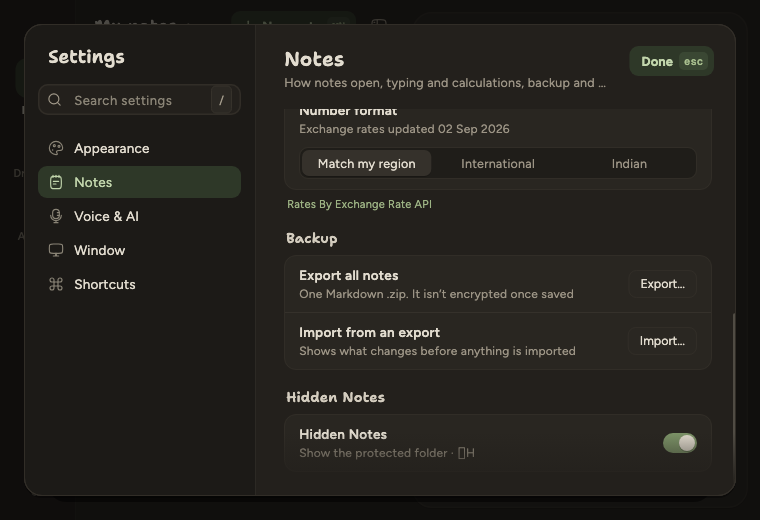 My notes
Settings
Search settings
/
Appearance
Notes
Voice & AI
Window
Shortcuts
Notes
How notes open, typing and calculations, backup and ...
Done esc
Number format
Exchange rates updated 02 Sep 2026
Match my region
International
Indian
Rates By Exchange Rate API
Backup
Export all notes
One Markdown .zip. It isn’t encrypted once saved
Export…
Import from an export
Shows what changes before anything is imported
Import…
Hidden Notes
Hidden Notes
Show the protected folder · ▯H